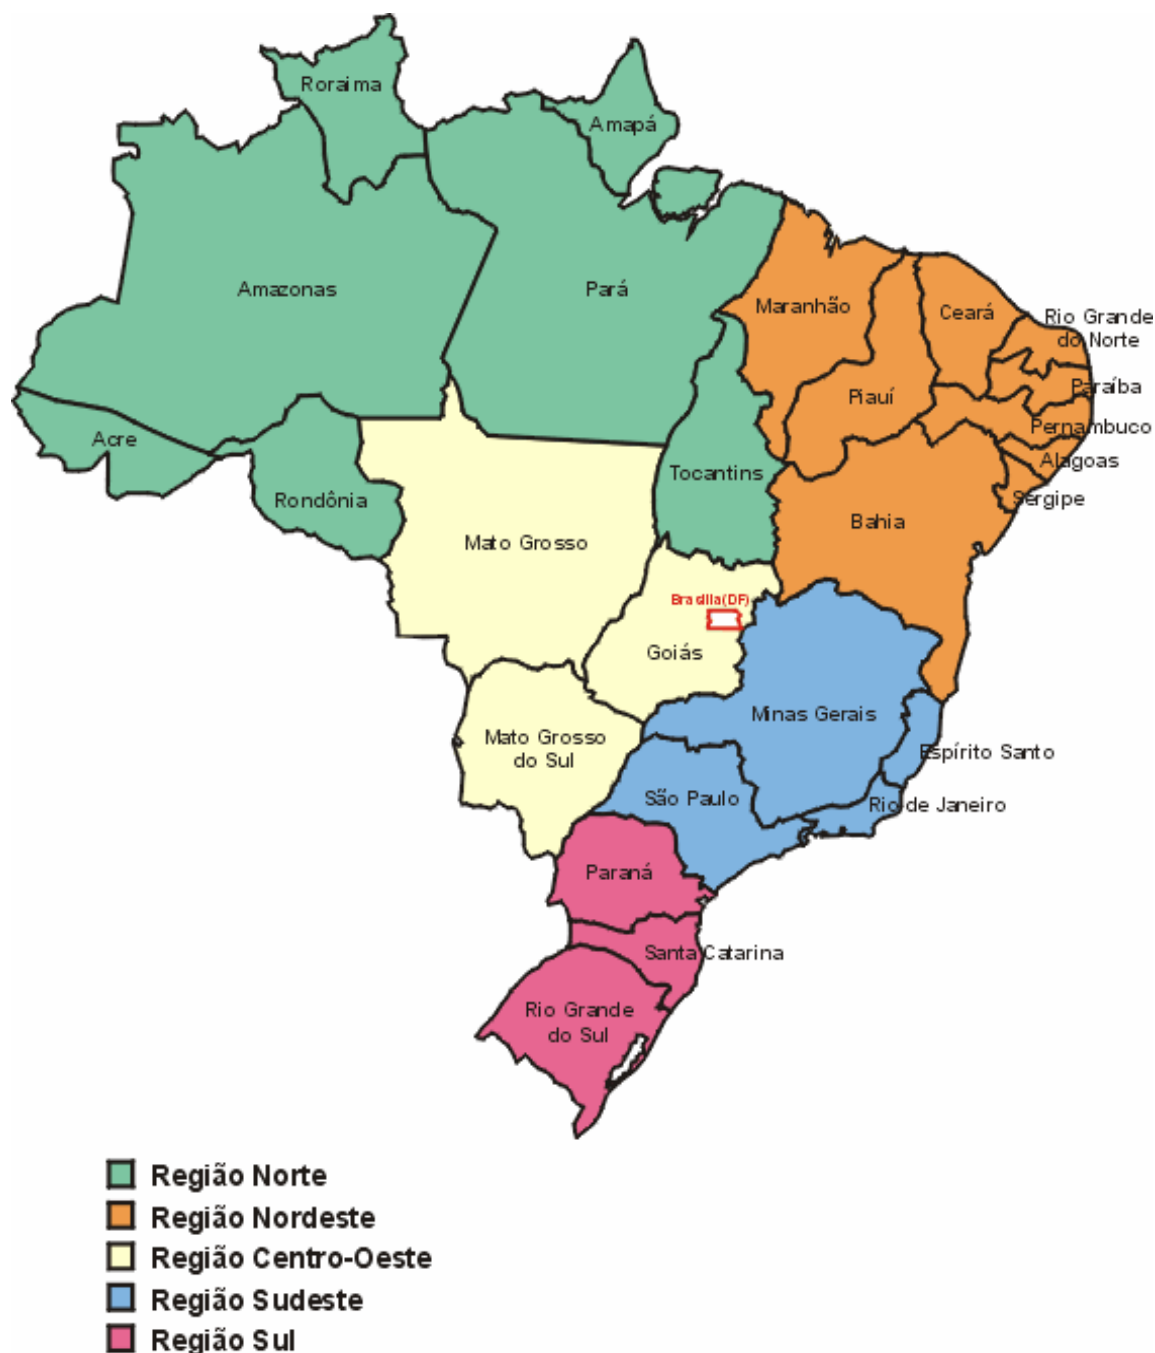 Roraima
Amapá
Amazonas
Pará
Maranhão
Ceará
Rio Grande
do Norte
Paraíba
Piauí
Pernambuco
Acre
Alagoas
Tocantins
Rondônia
Sergipe
Bahia
Mato Grosso
Brasília(DF)
Goiás
Minas Gerais
Mato Grosso
do Sul
Espírito Santo
São Paulo
Rio de Janeiro
Paraná
Santa Catarina
Rio Grande
do Sul
Região Norte
Região Nordeste
Região Centro-Oeste
Região Sudeste
Região Sul